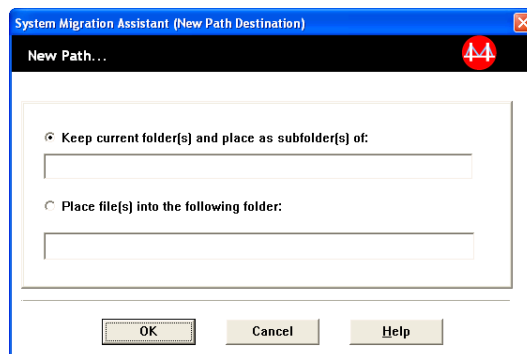 System Migration Assistant (New Path Destination)
New Path...
Keep current folder(s) and place as subfolder(s) of:
Place file(s) into the following folder:
OK Cancel Help